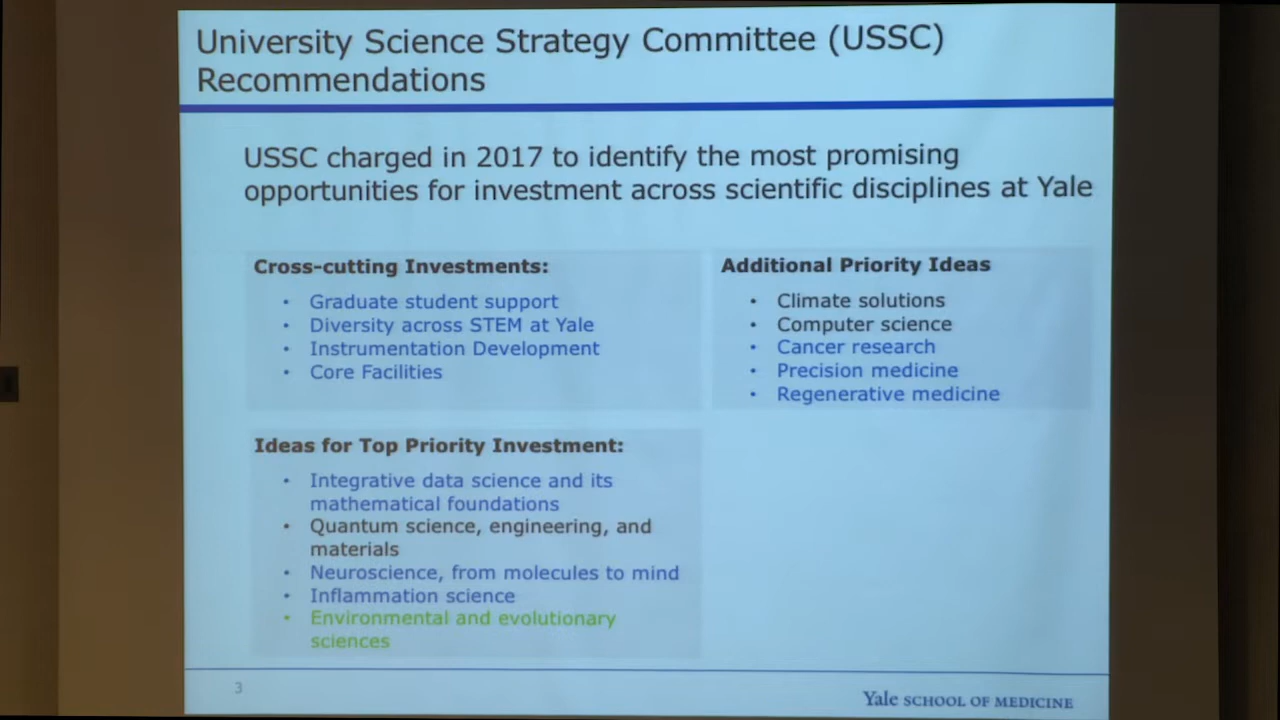 University Science Strategy Committee (USSC)
Recommendations
USSC charged in 2017 to identify the most promising
opportunities for investment across scientific disciplines at Yale
Cross-cutting Investments:
• Graduate student support
• Diversity across STEM at Yale
• Instrumentation Development
• Core Facilities
Additional Priority Ideas
• Climate solutions
• Computer science
• Cancer research
• Precision medicine
• Regenerative medicine
Ideas for Top Priority Investment:
• Integrative data science and its
mathematical foundations
• Quantum science, engineering, and
materials
• Neuroscience, from molecules to mind
• Inflammation science
• Environmental and evolutionary
sciences
3
Yale SCHOOL OF MEDICINE